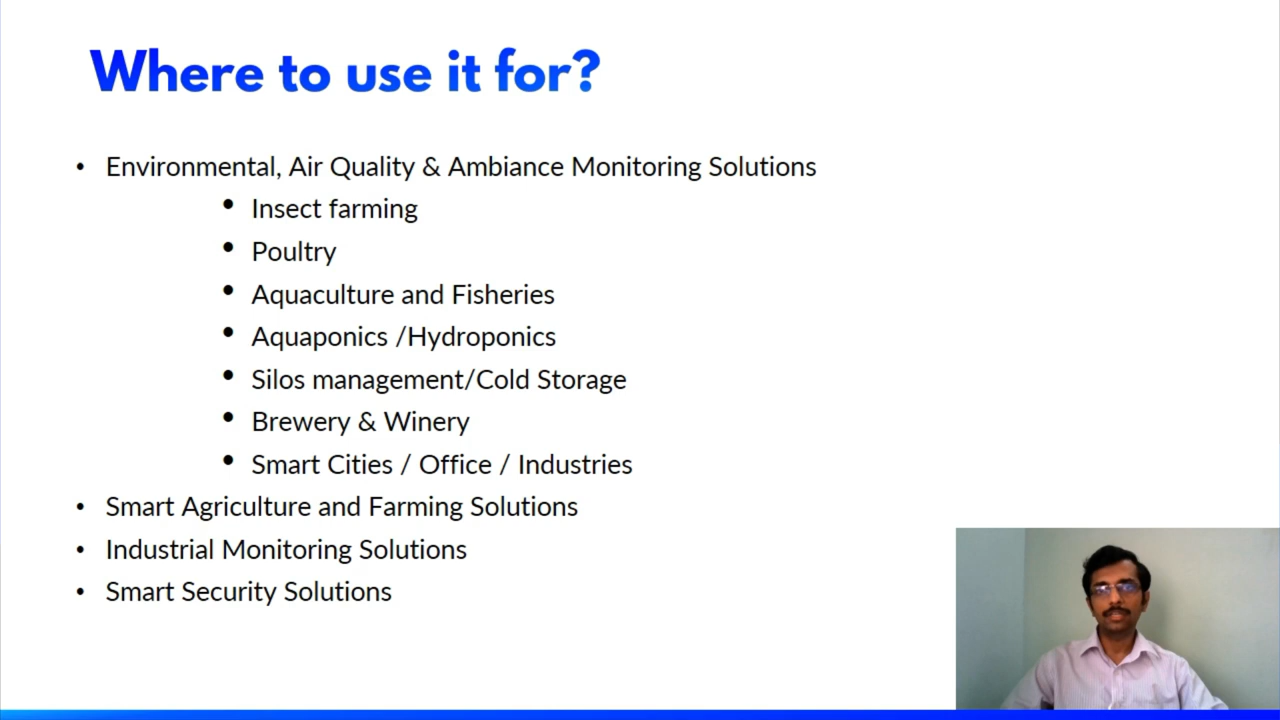 Where to use it for?
• Environmental, Air Quality & Ambiance Monitoring Solutions
• Insect farming
• Poultry
• Aquaculture and Fisheries
• Aquaponics /Hydroponics
• Silos management/Cold Storage
• Brewery & Winery
• Smart Cities / Office / Industries
• Smart Agriculture and Farming Solutions
• Industrial Monitoring Solutions
• Smart Security Solutions